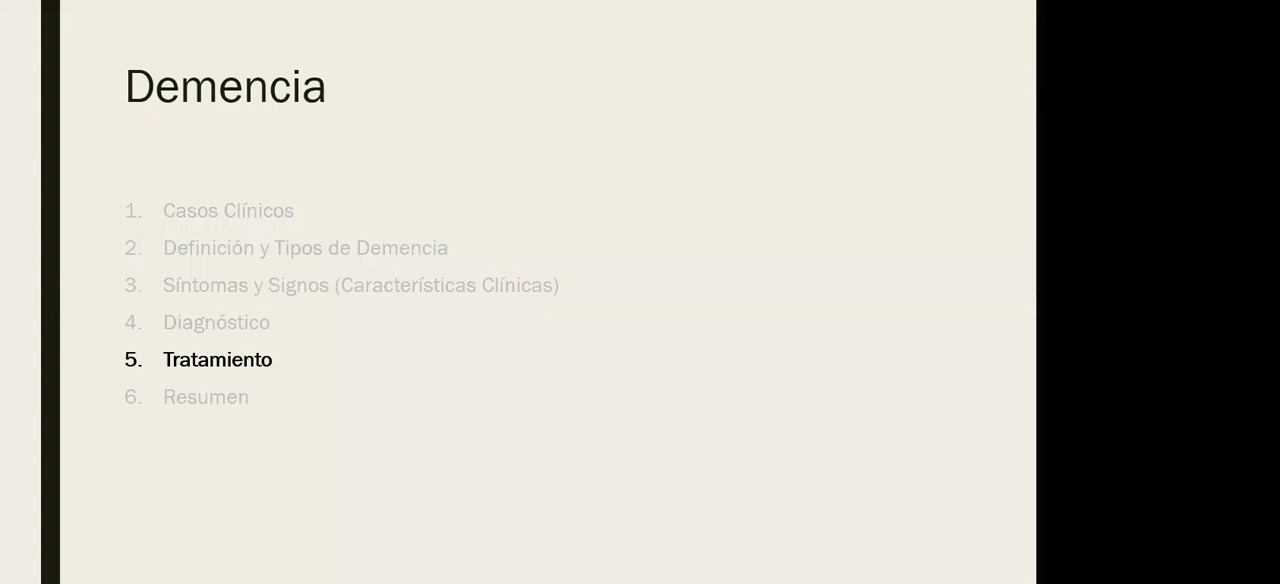 Demencia
1. Casos Clínicos
2. Definición y Tipos de Demencia
3. Síntomas y Signos (Características Clínicas)
4. Diagnóstico
5. Tratamiento
6. Resumen